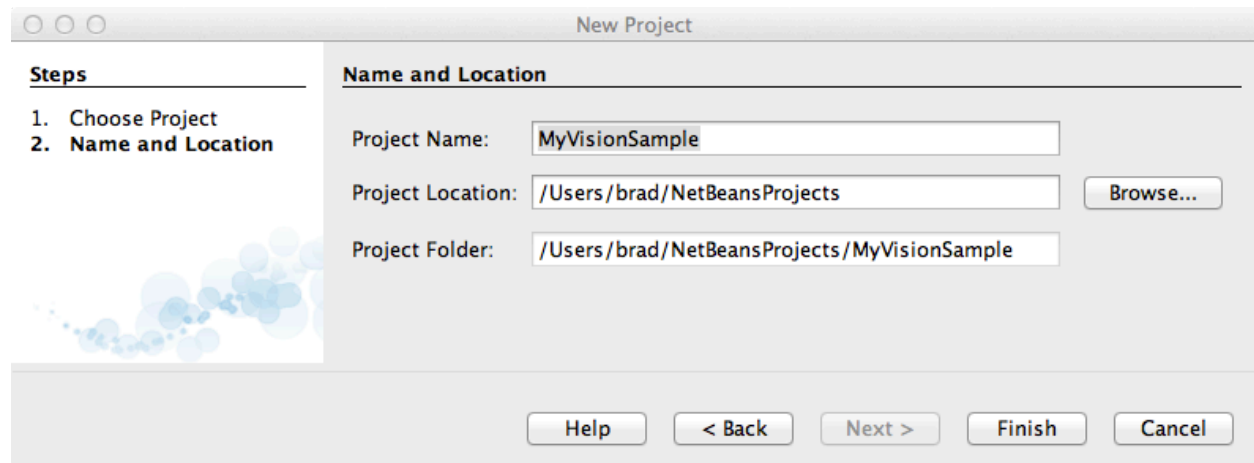 New Project
Steps
1. Choose Project
2. Name and Location
Name and Location
Project Name: MyVisionSample
Project Location: /Users/brad/NetBeansProjects Browse...
Project Folder: /Users/brad/NetBeansProjects/MyVisionSample
Help < Back Next > Finish Cancel